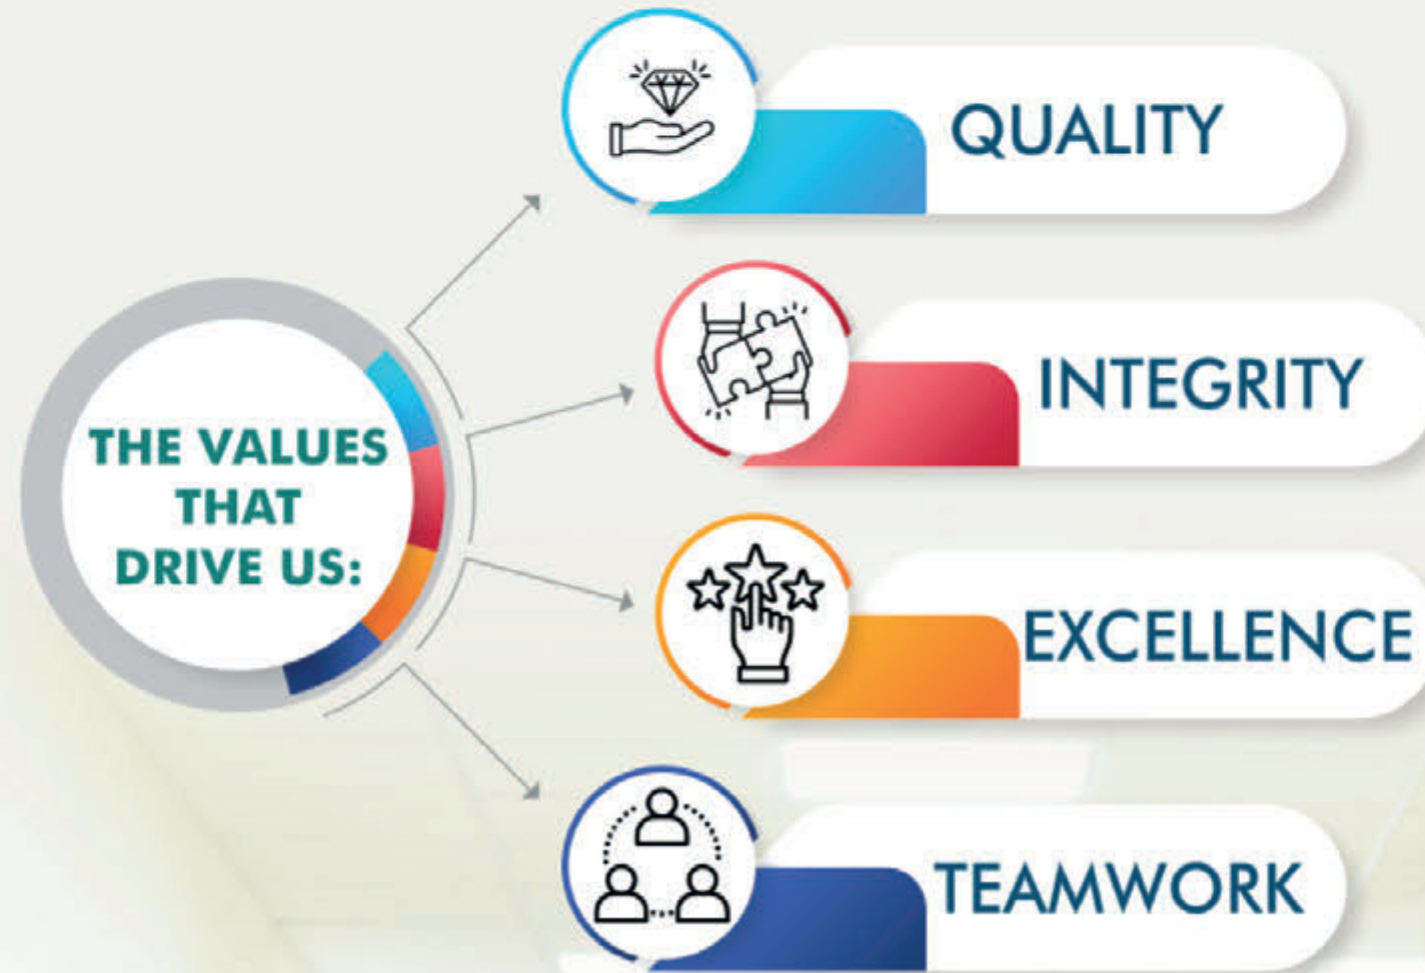 THE VALUES
THAT
DRIVE US:
QUALITY
INTEGRITY
EXCELLENCE
TEAMWORK